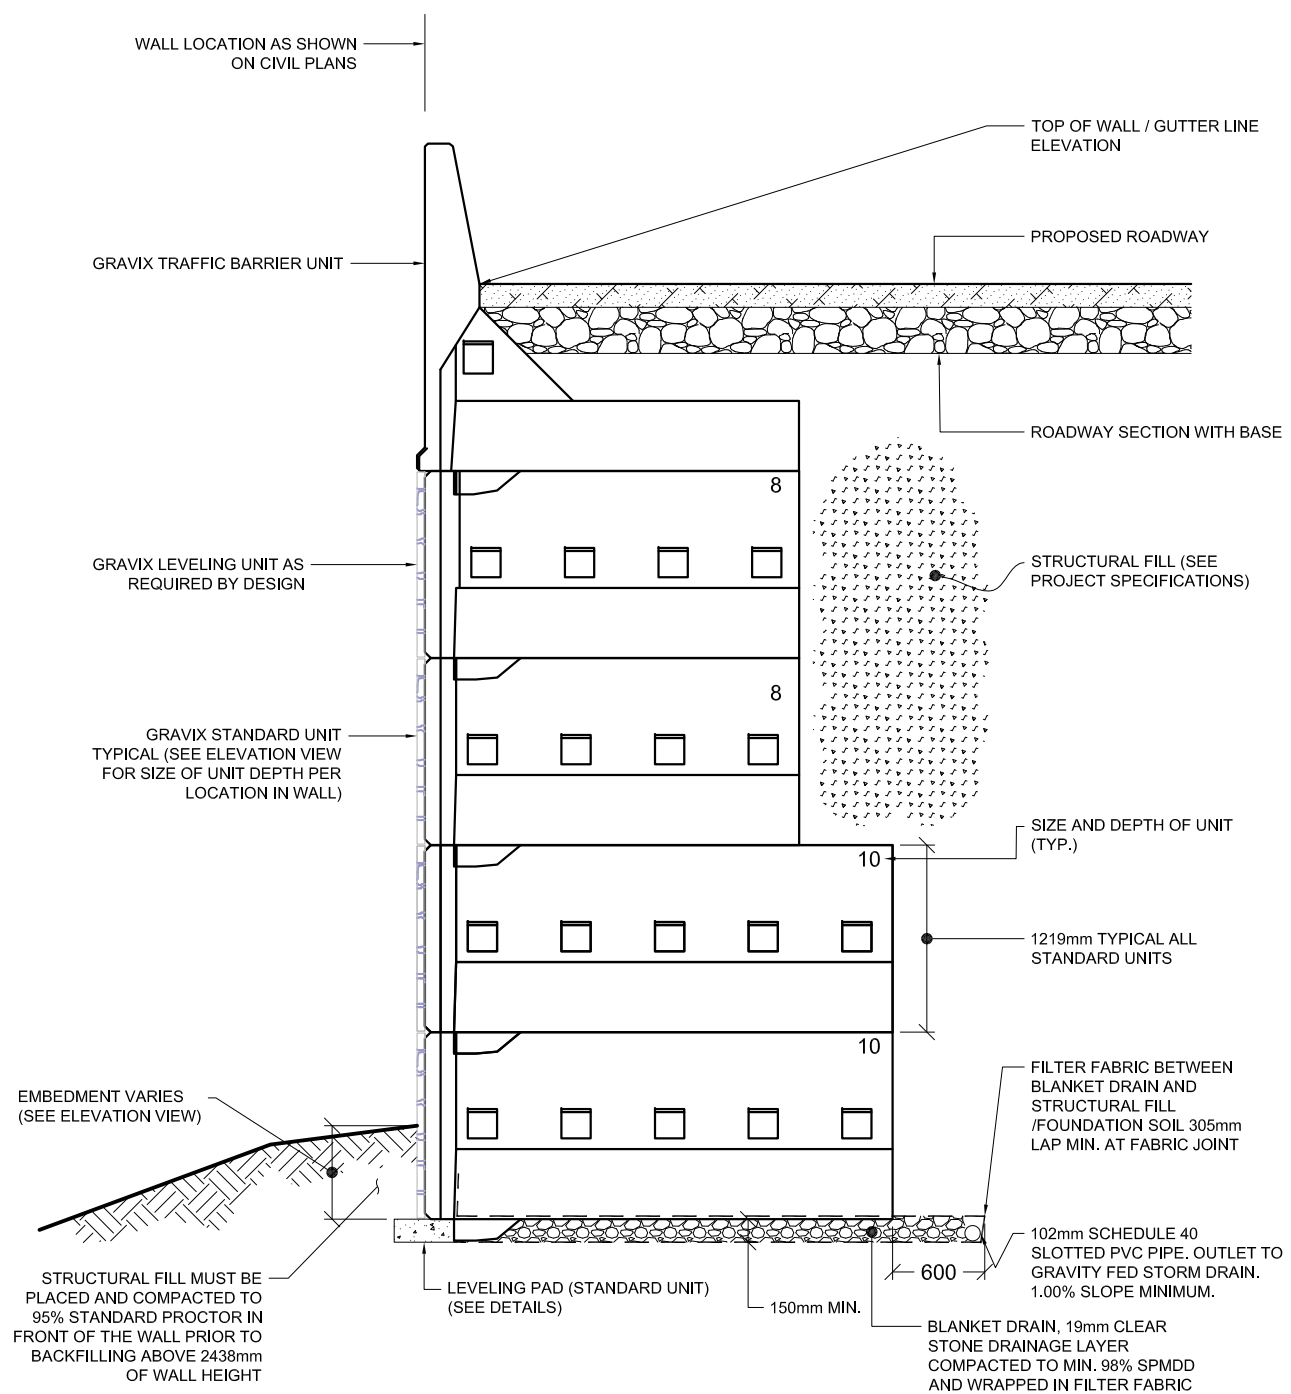 WALL LOCATION AS SHOWN
ON CIVIL PLANS
TOP OF WALL / GUTTER LINE
ELEVATION
PROPOSED ROADWAY
GRAVIX TRAFFIC BARRIER UNIT
ROADWAY SECTION WITH BASE
8
GRAVIX LEVELING UNIT AS
REQUIRED BY DESIGN
STRUCTURAL FILL (SEE
PROJECT SPECIFICATIONS)
8
GRAVIX STANDARD UNIT
TYPICAL (SEE ELEVATION VIEW
FOR SIZE OF UNIT DEPTH PER
LOCATION IN WALL)
SIZE AND DEPTH OF UNIT
(TYP.)
10
1219mm TYPICAL ALL
STANDARD UNITS
10
EMBEDMENT VARIES
(SEE ELEVATION VIEW)
FILTER FABRIC BETWEEN
BLANKET DRAIN AND
STRUCTURAL FILL
/FOUNDATION SOIL 305mm
LAP MIN. AT FABRIC JOINT
102mm SCHEDULE 40
SLOTTED PVC PIPE. OUTLET TO
GRAVITY FED STORM DRAIN.
1.00% SLOPE MINIMUM.
600
STRUCTURAL FILL MUST BE
PLACED AND COMPACTED TO
95% STANDARD PROCTOR IN
FRONT OF THE WALL PRIOR TO
BACKFILLING ABOVE 2438mm
OF WALL HEIGHT
LEVELING PAD (STANDARD UNIT)
(SEE DETAILS)
150mm MIN.
BLANKET DRAIN, 19mm CLEAR
STONE DRAINAGE LAYER
COMPACTED TO MIN. 98% SPMDD
AND WRAPPED IN FILTER FABRIC